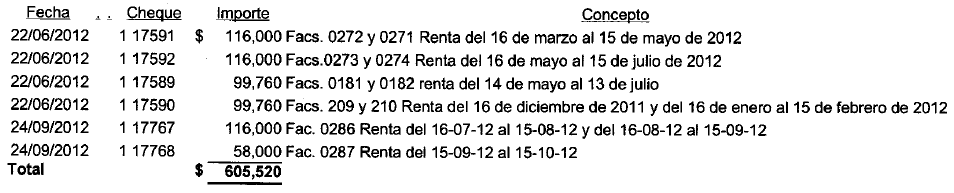 Fecha . . Cheque Importe Concepto
22/06/2012 1 17591 $ 116,000 Facs. 0272 y 0271 Renta del 16 de marzo al 15 de mayo de 2012
22/06/2012 1 17592 116,000 Facs.0273 y 0274 Renta del 16 de mayo al 15 de julio de 2012
22/06/2012 1 17589 99,760 Facs. 0181 y 0182 renta del 14 de mayo al 13 de julio
22/06/2012 1 17590 99,760 Facs. 209 y 210 Renta del 16 de diciembre de 2011 y del 16 de enero al 15 de febrero de 2012
24/09/2012 1 17767 116,000 Fac. 0286 Renta del 16-07-12 al 15-08-12 y del 16-08-12 al 15-09-12
24/09/2012 1 17768 58,000 Fac. 0287 Renta del 15-09-12 al 15-10-12
Total $ 605,520